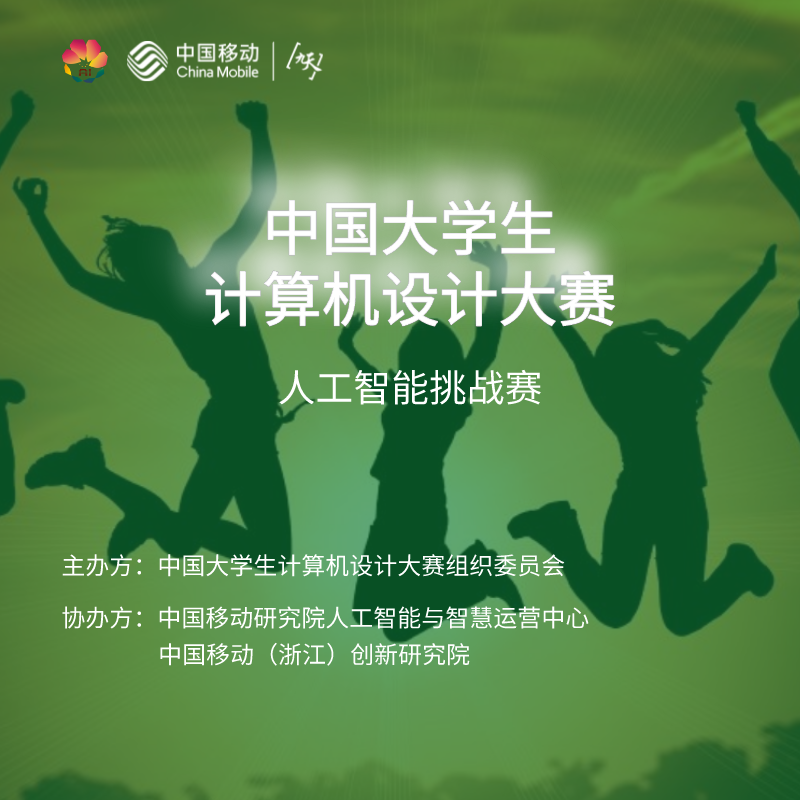 中国移动
China Mobile
九天
中国大学生
计算机设计大赛
人工智能挑战赛
主办方：中国大学生计算机设计大赛组织委员会
协办方：中国移动研究院人工智能与智慧运营中心
中国移动（浙江）创新研究院